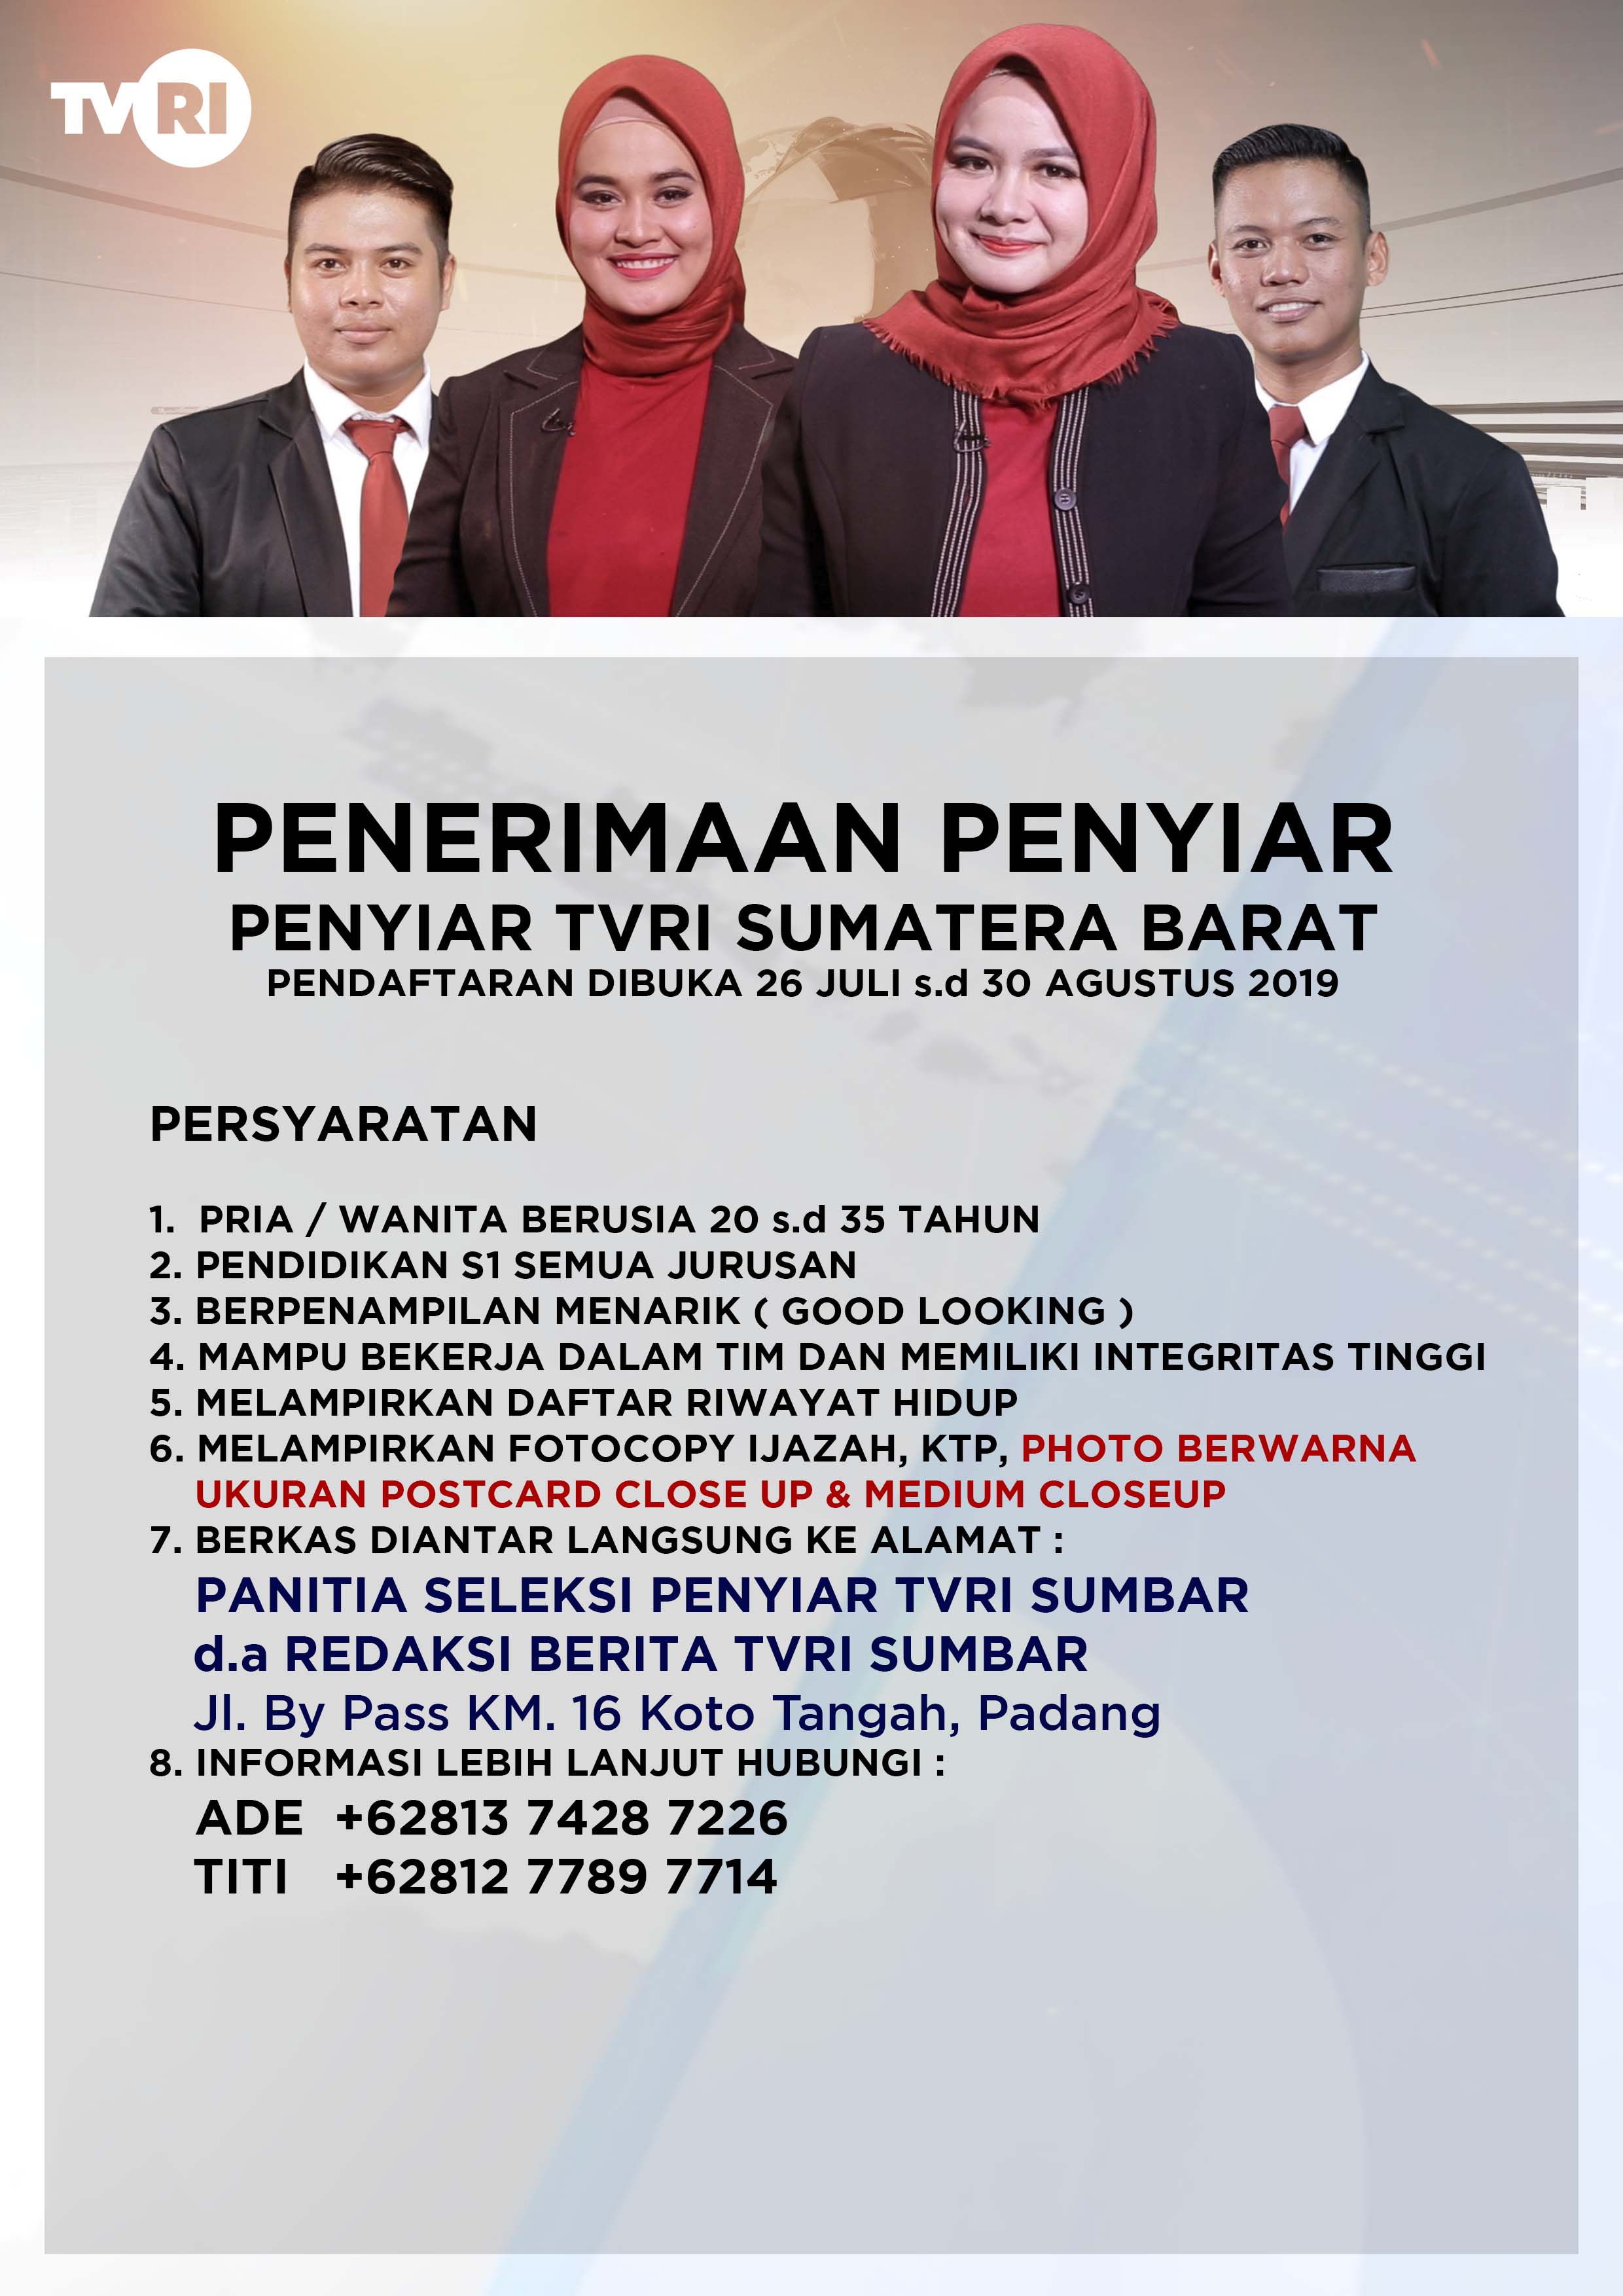 TVRI
PENERIMAAN PENYIAR
PENYIAR TVRI SUMATERA BARAT
PENDAFTARAN DIBUKA 26 JULI s.d 30 AGUSTUS 2019
PERSYARATAN
1. PRIA / WANITA BERUSIA 20 s.d 35 TAHUN
2. PENDIDIKAN S1 SEMUA JURUSAN
3. BERPENAMPILAN MENARIK ( GOOD LOOKING )
4. MAMPU BEKERJA DALAM TIM DAN MEMILIKI INTEGRITAS TINGGI
5. MELAMPIRKAN DAFTAR RIWAYAT HIDUP
6. MELAMPIRKAN FOTOCOPY IJAZAH, KTP, PHOTO BERWARNA
UKURAN POSTCARD CLOSE UP & MEDIUM CLOSEUP
7. BERKAS DIANTAR LANGSUNG KE ALAMAT :
PANITIA SELEKSI PENYIAR TVRI SUMBAR
d.a REDAKSI BERITA TVRI SUMBAR
Jl. By Pass KM. 16 Koto Tangah, Padang
8. INFORMASI LEBIH LANJUT HUBUNGI :
ADE +62813 7428 7226
TITI +62812 7789 7714